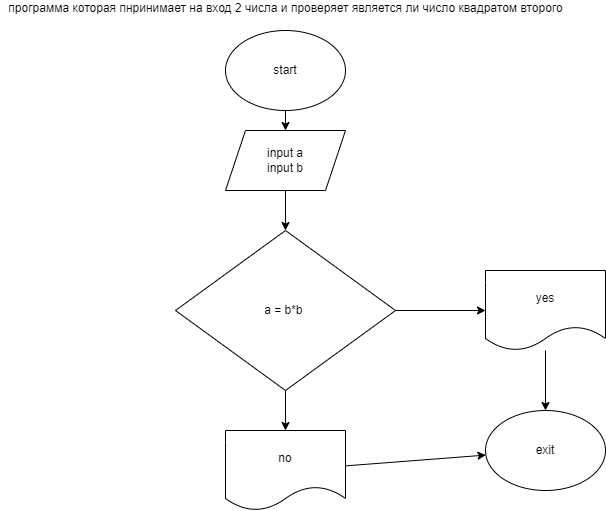 программа которая пнринимает на вход 2 числа и проверяет является ли число квадратом второго
start
input a
input b
a = b*b
yes
no
exit